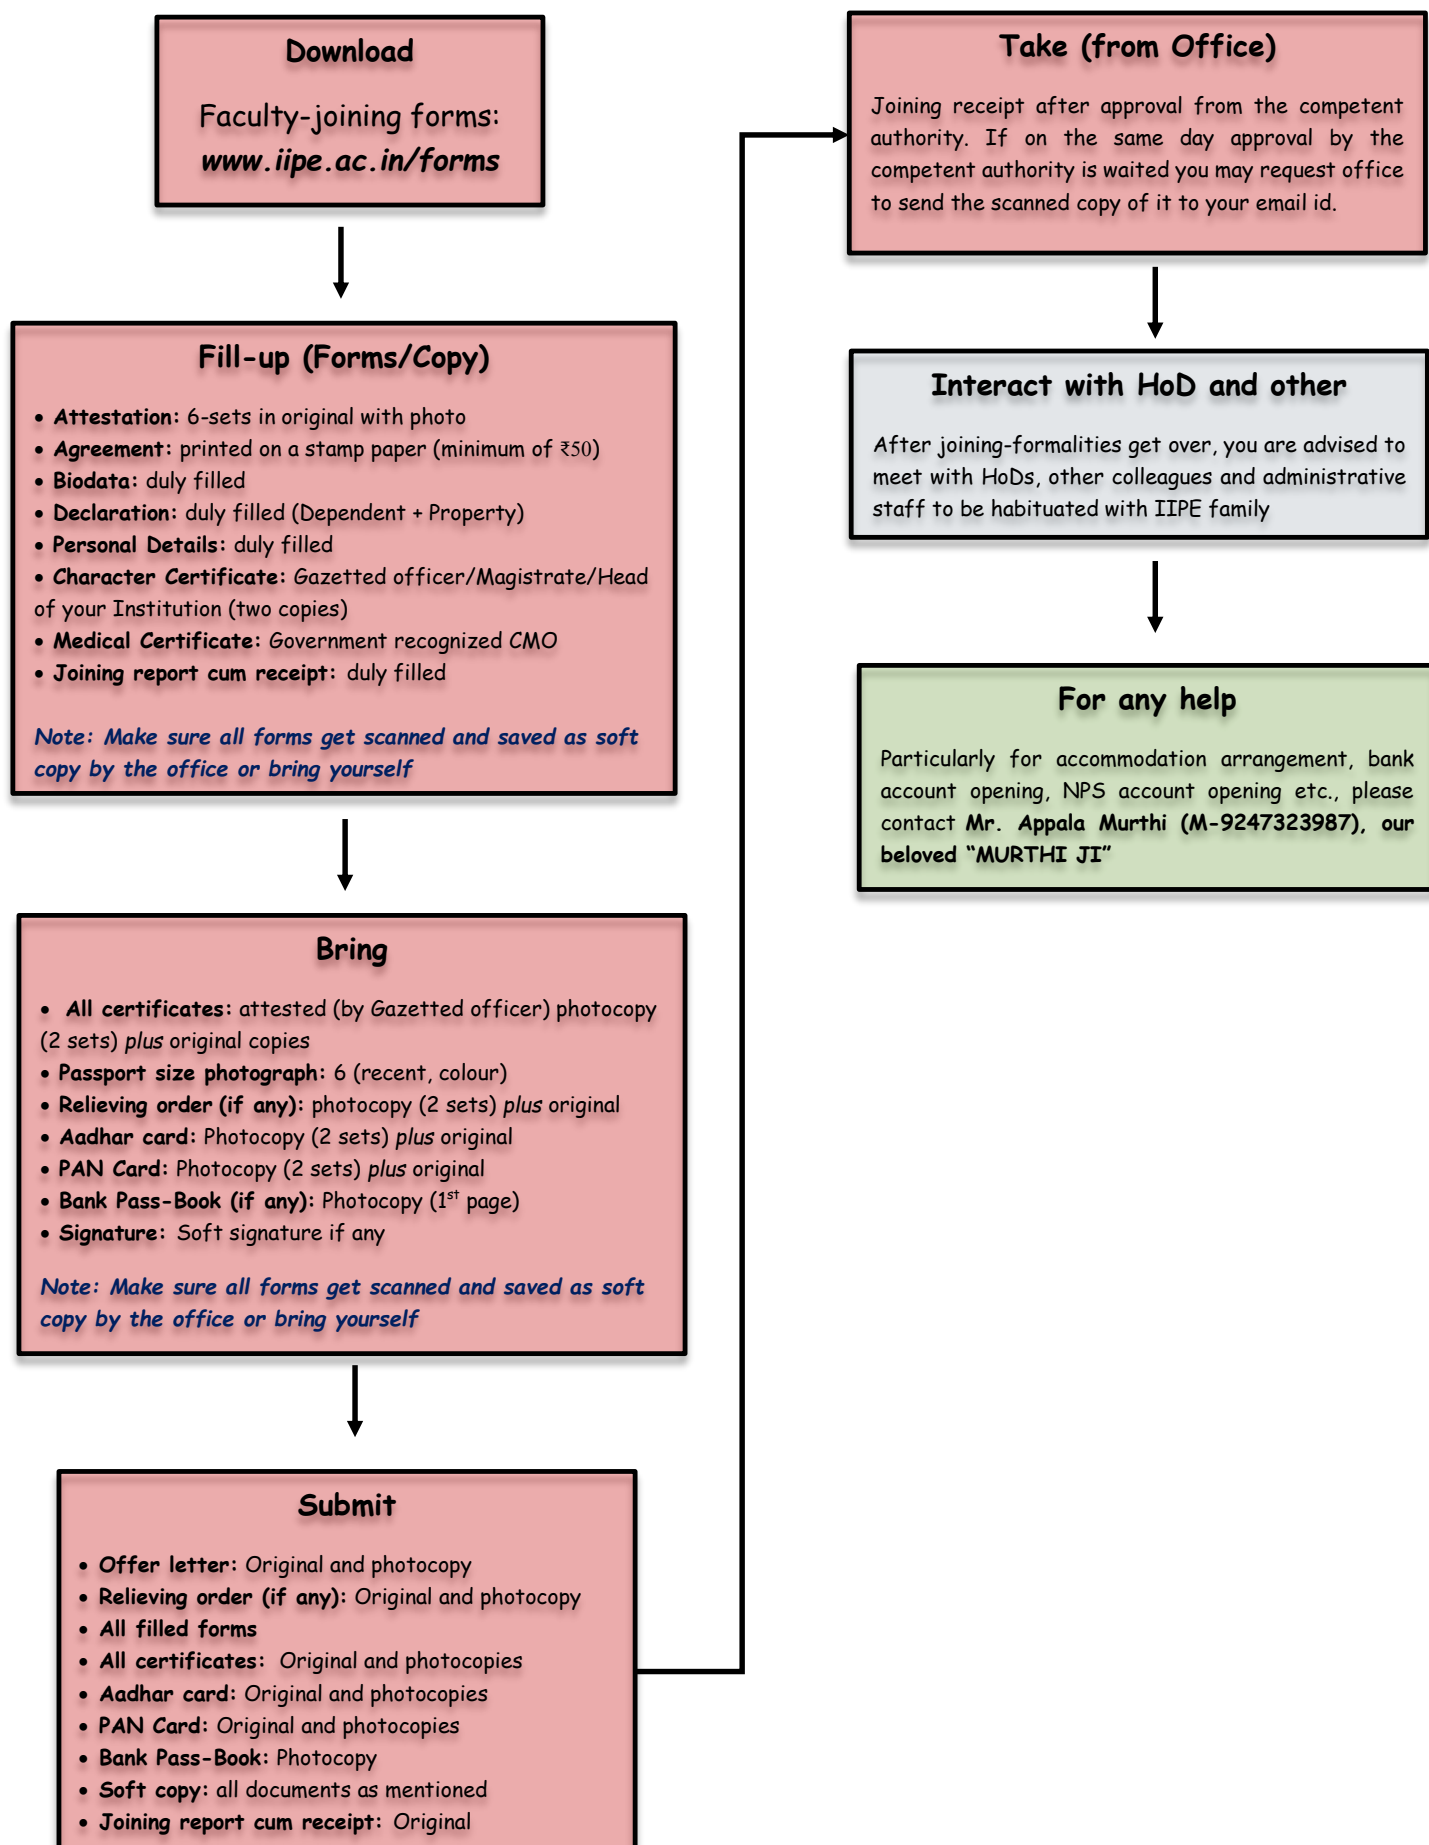 Download
Faculty-joining forms:
www.iipe.ac.in/forms
Fill-up (Forms/Copy)
• Attestation: 6-sets in original with photo
• Agreement: printed on a stamp paper (minimum of ₹50)
• Biodata: duly filled
• Declaration: duly filled (Dependent + Property)
• Personal Details: duly filled
• Character Certificate: Gazetted officer/Magistrate/Head
of your Institution (two copies)
• Medical Certificate: Government recognized CMO
• Joining report cum receipt: duly filled
Note: Make sure all forms get scanned and saved as soft
copy by the office or bring yourself
Bring
• All certificates: attested (by Gazetted officer) photocopy
(2 sets) plus original copies
• Passport size photograph: 6 (recent, colour)
• Relieving order (if any): photocopy (2 sets) plus original
• Aadhar card: Photocopy (2 sets) plus original
• PAN Card: Photocopy (2 sets) plus original
• Bank Pass-Book (if any): Photocopy (1st page)
• Signature: Soft signature if any
Note: Make sure all forms get scanned and saved as soft
copy by the office or bring yourself
Submit
• Offer letter: Original and photocopy
• Relieving order (if any): Original and photocopy
• All filled forms
• All certificates: Original and photocopies
• Aadhar card: Original and photocopies
• PAN Card: Original and photocopies
• Bank Pass-Book: Photocopy
• Soft copy: all documents as mentioned
• Joining report cum receipt: Original
Take (from Office)
Joining receipt after approval from the competent
authority. If on the same day approval by the
competent authority is waited you may request office
to send the scanned copy of it to your email id.
Interact with HoD and other
After joining-formalities get over, you are advised to
meet with HoDs, other colleagues and administrative
staff to be habituated with IIPE family
For any help
Particularly for accommodation arrangement, bank
account opening, NPS account opening etc., please
contact Mr. Appala Murthi (M-9247323987), our
beloved “MURTHI JI”